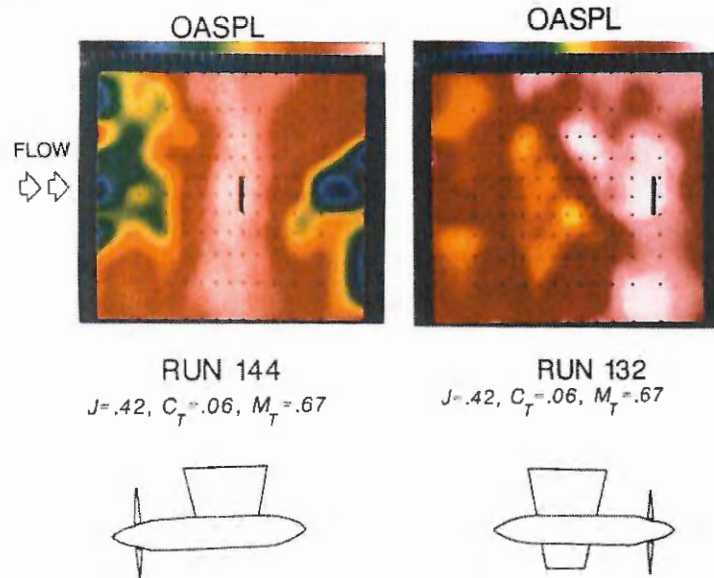 OASPL
OASPL
FLOW
RUN 144
J=.42, C_T=.06, M_T=.67
RUN 132
J=.42, C_T=.06, M_T=.67